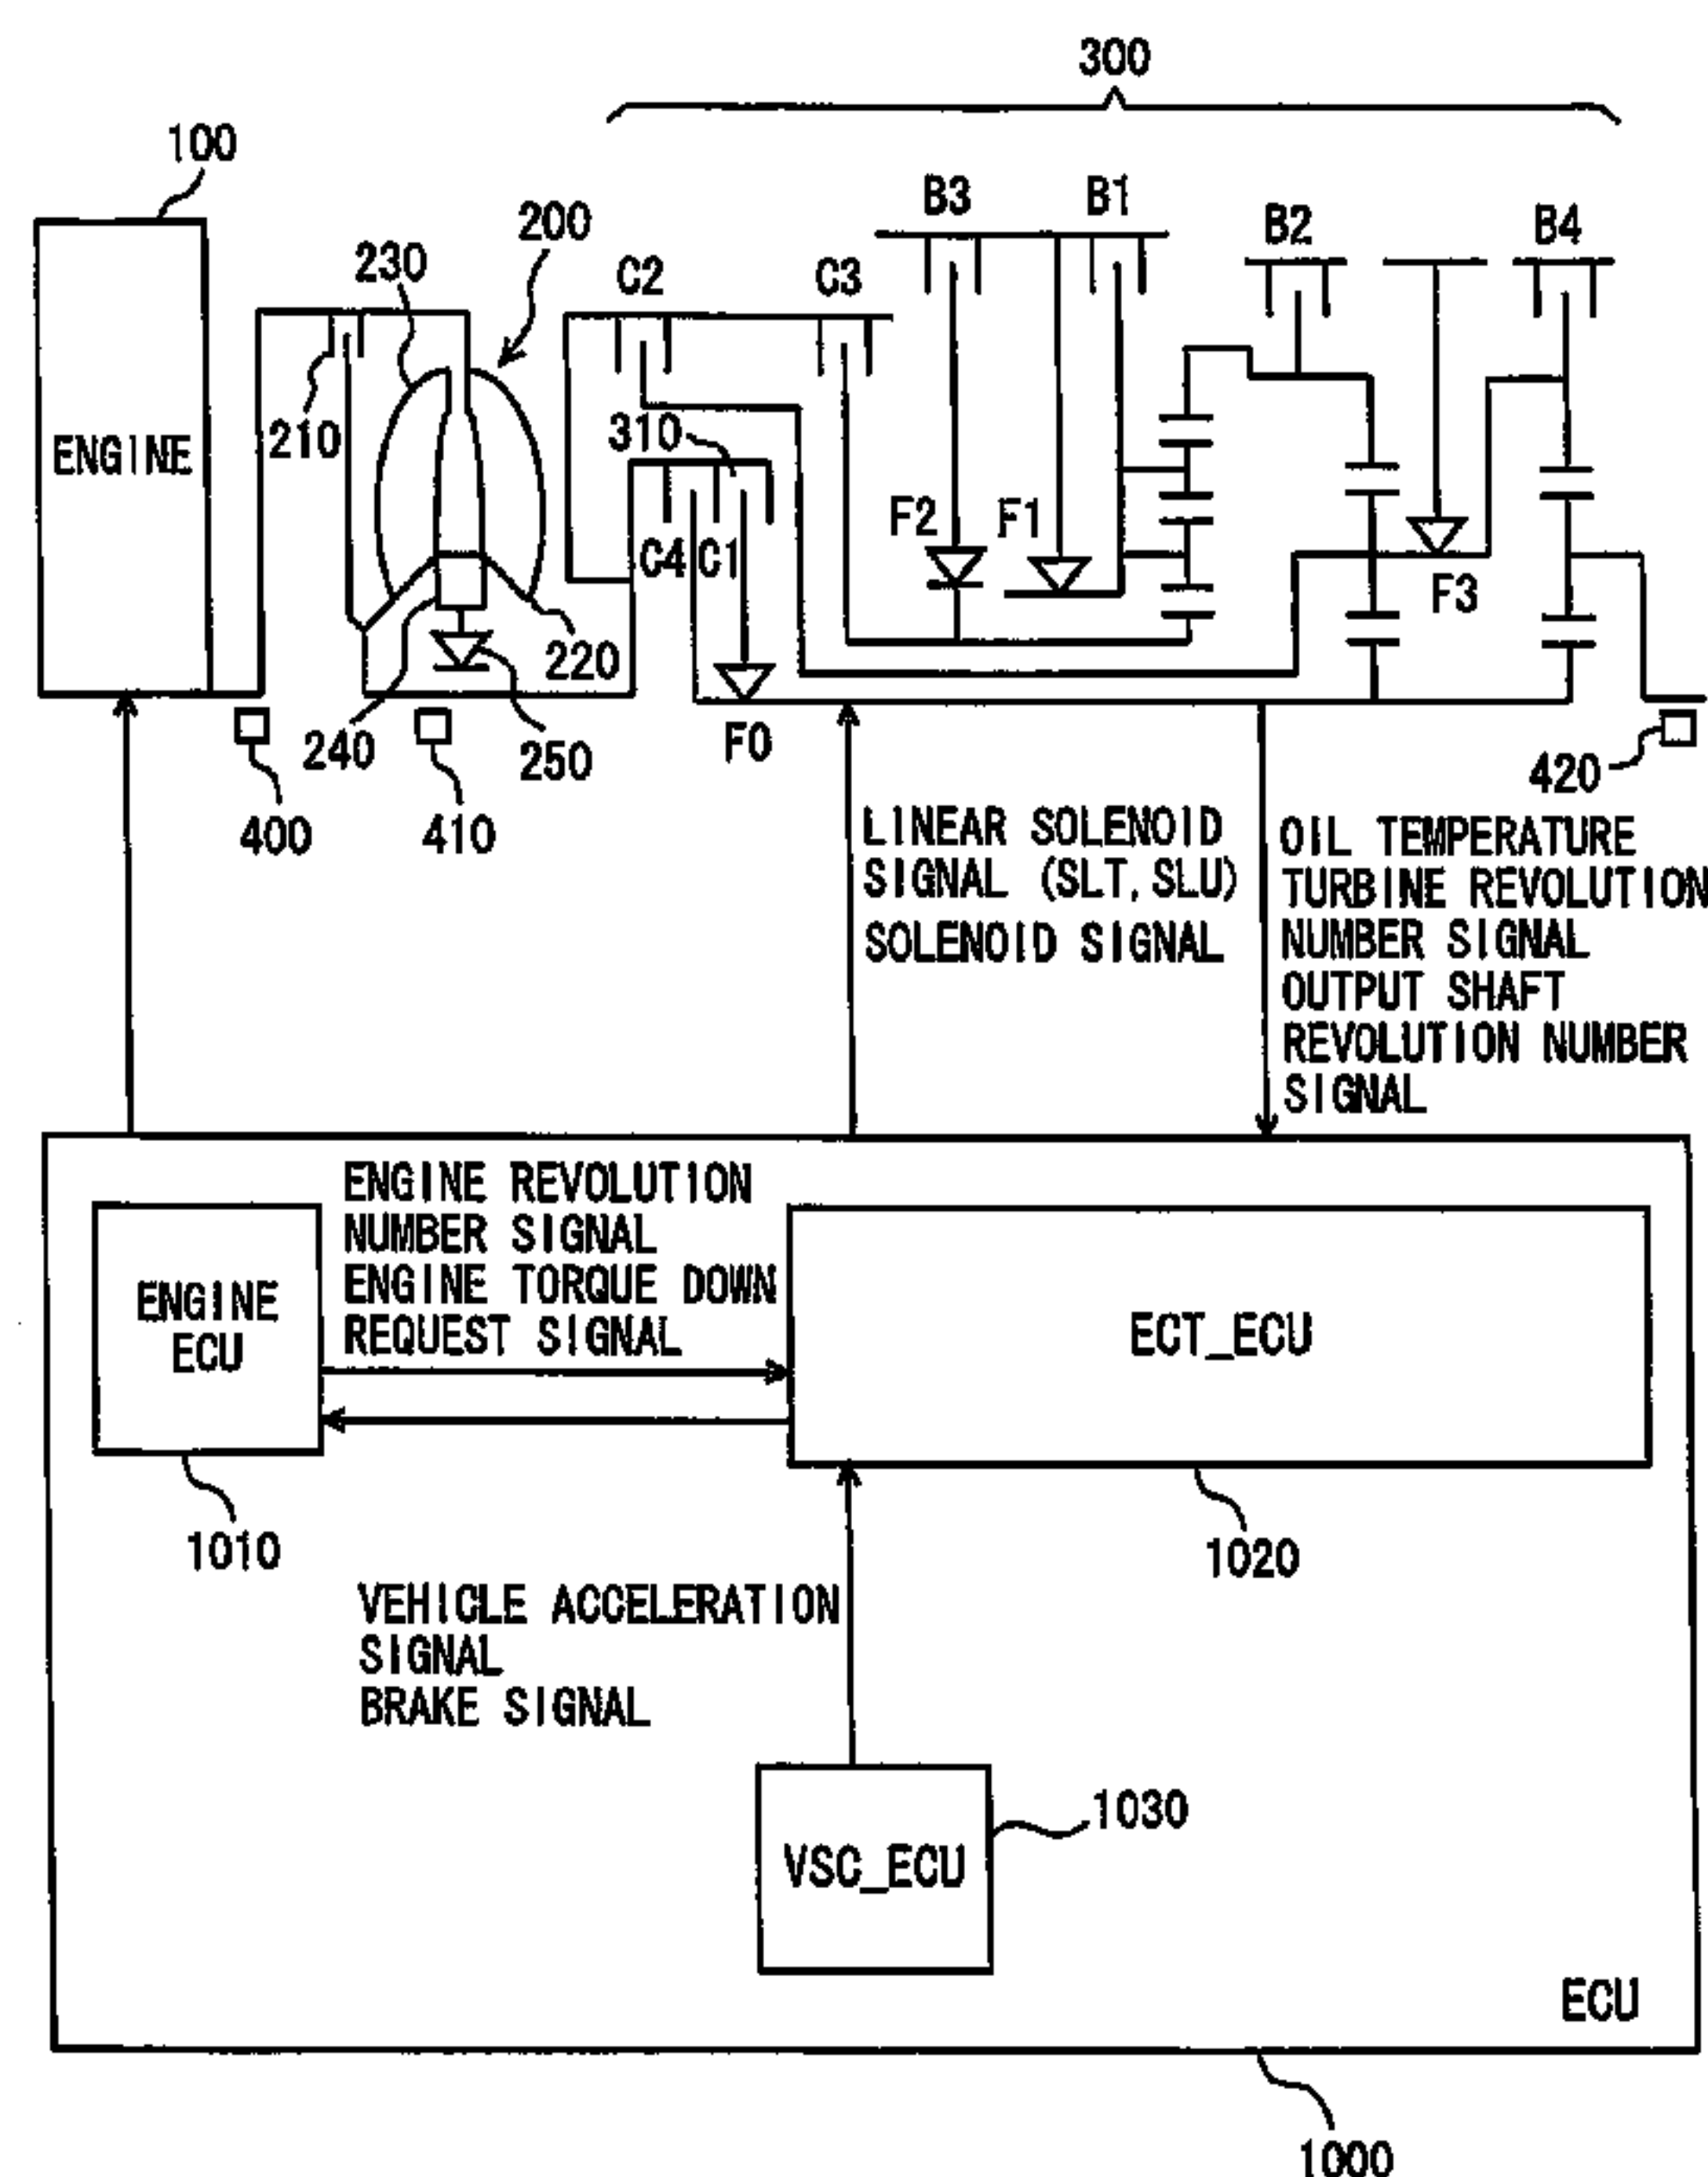 300
100
B3
B1
200
B2
B4
230
C2
C3
210
310
ENGINE
F2
F1
C4
C1
F3
220
240
250
F0
420
400
410
LINEAR SOLENOID
SIGNAL (SLT, SLU)
SOLENOID SIGNAL
OIL TEMPERATURE
TURBINE REVOLUTION
NUMBER SIGNAL
OUTPUT SHAFT
REVOLUTION NUMBER
SIGNAL
ENGINE REVOLUTION
NUMBER SIGNAL
ENGINE TORQUE DOWN
REQUEST SIGNAL
ENGINE
ECU
ECT_ECU
1010
1020
VEHICLE ACCELERATION
SIGNAL
BRAKE SIGNAL
1030
VSC_ECU
ECU
1000